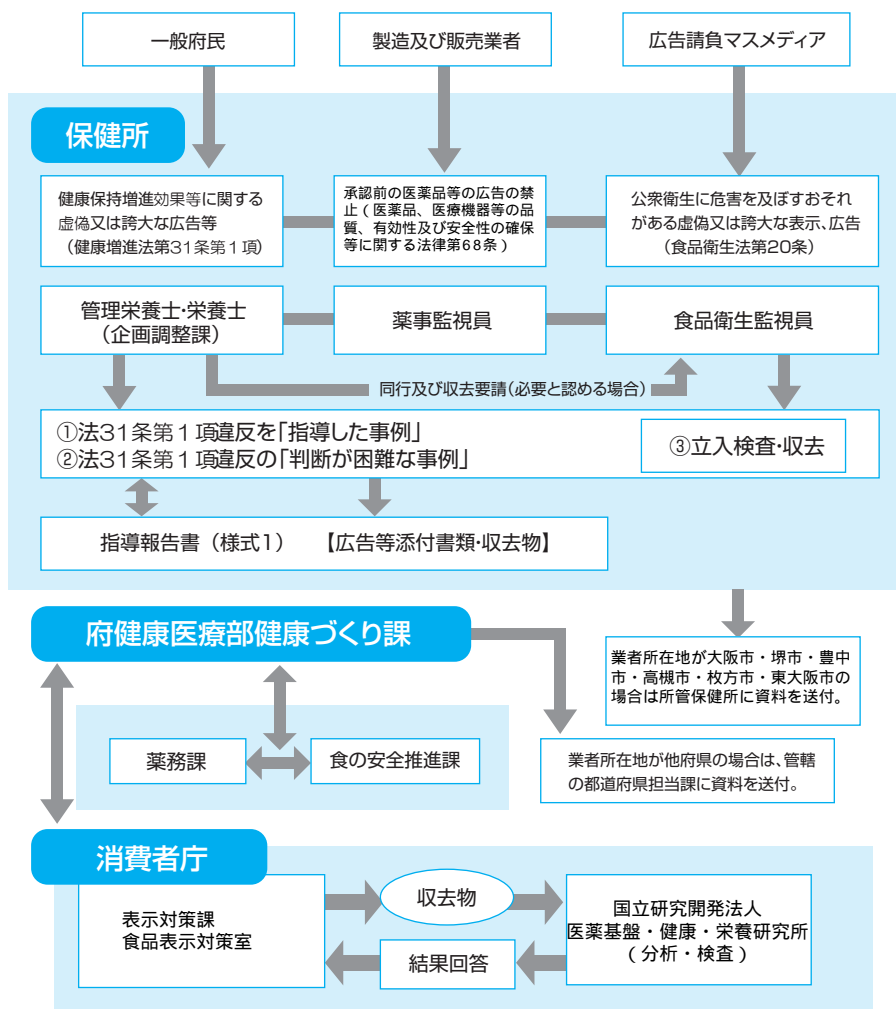 一般府民
製造及び販売業者
広告請負マスメディア
保健所
健康保持増進効果等に関する
虚偽又は誇大な広告等
（健康増進法第31条第１項）
承認前の医薬品等の広告の禁
止（医薬品、医療機器等の品
質、有効性及び安全性の確保
等に関する法律第68条）
公衆衛生に危害を及ぼすおそれ
がある虚偽又は誇大な表示、広告
（食品衛生法第20条）
管理栄養士・栄養士
（企画調整課）
薬事監視員
食品衛生監視員
同行及び収去要請（必要と認める場合）
①法31条第１項違反を「指導した事例」
②法31条第１項違反の「判断が困難な事例」
③立入検査・収去
指導報告書（様式1）　【広告等添付書類・収去物】
府健康医療部健康づくり課
業者所在地が大阪市・堺市・豊中
市・高槻市・枚方市・東大阪市の
場合は所管保健所に資料を送付。
薬務課
食の安全推進課
業者所在地が他府県の場合は、管轄
の都道府県担当課に資料を送付。
消費者庁
表示対策課
食品表示対策室
収去物
結果回答
国立研究開発法人
医薬基盤・健康・栄養研究所
（分析・検査）